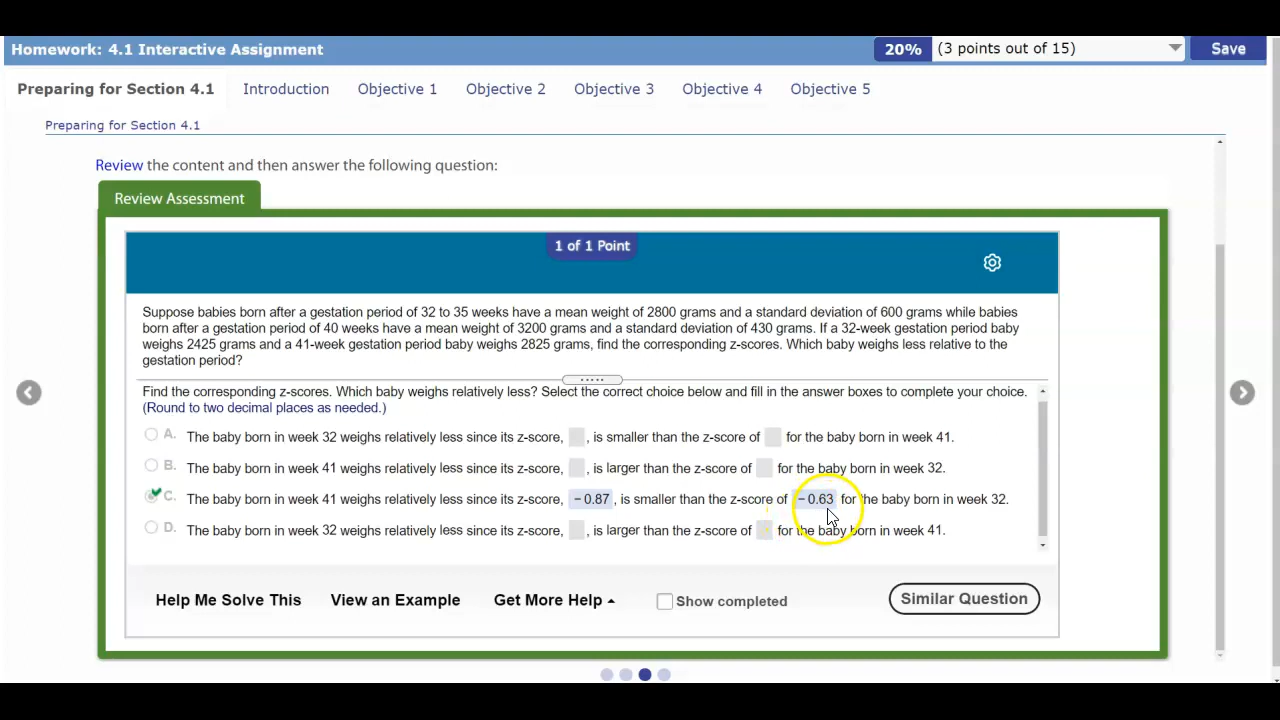 Homework: 4.1 Interactive Assignment
20% (3 points out of 15)
Save
Preparing for Section 4.1
Introduction
Objective 1
Objective 2
Objective 3
Objective 4
Objective 5
Preparing for Section 4.1
Review the content and then answer the following question:
Review Assessment
1 of 1 Point
Suppose babies born after a gestation period of 32 to 35 weeks have a mean weight of 2800 grams and a standard deviation of 600 grams while babies
born after a gestation period of 40 weeks have a mean weight of 3200 grams and a standard deviation of 430 grams. If a 32-week gestation period baby
weighs 2425 grams and a 41-week gestation period baby weighs 2825 grams, find the corresponding z-scores. Which baby weighs less relative to the
gestation period?
Find the corresponding z-scores. Which baby weighs relatively less? Select the correct choice below and fill in the answer boxes to complete your choice.
(Round to two decimal places as needed.)
A. The baby born in week 32 weighs relatively less since its z-score, , is smaller than the z-score of for the baby born in week 41.
B. The baby born in week 41 weighs relatively less since its z-score, , is larger than the z-score of for the baby born in week 32.
C. The baby born in week 41 weighs relatively less since its z-score, −0.87 , is smaller than the z-score of −0.63 for the baby born in week 32.
D. The baby born in week 32 weighs relatively less since its z-score, , is larger than the z-score of for the baby born in week 41.
Help Me Solve This
View an Example
Get More Help
Show completed
Similar Question